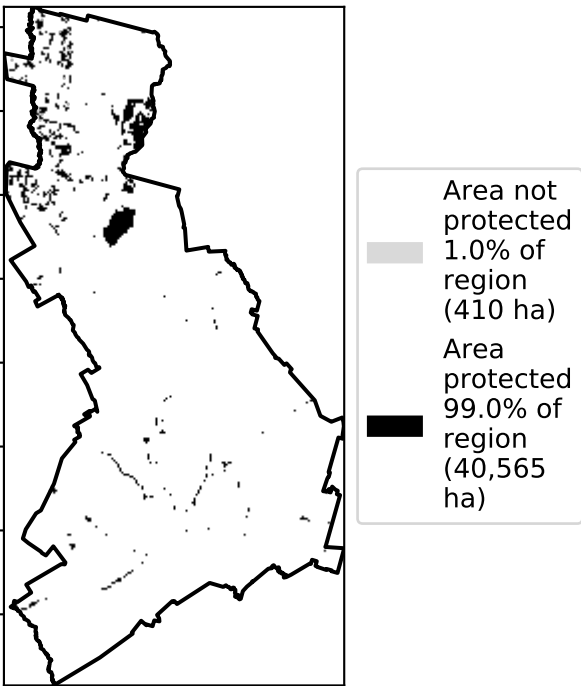 Area not
protected
1.0% of
region
(410 ha)
Area
protected
99.0% of
region
(40,565
ha)